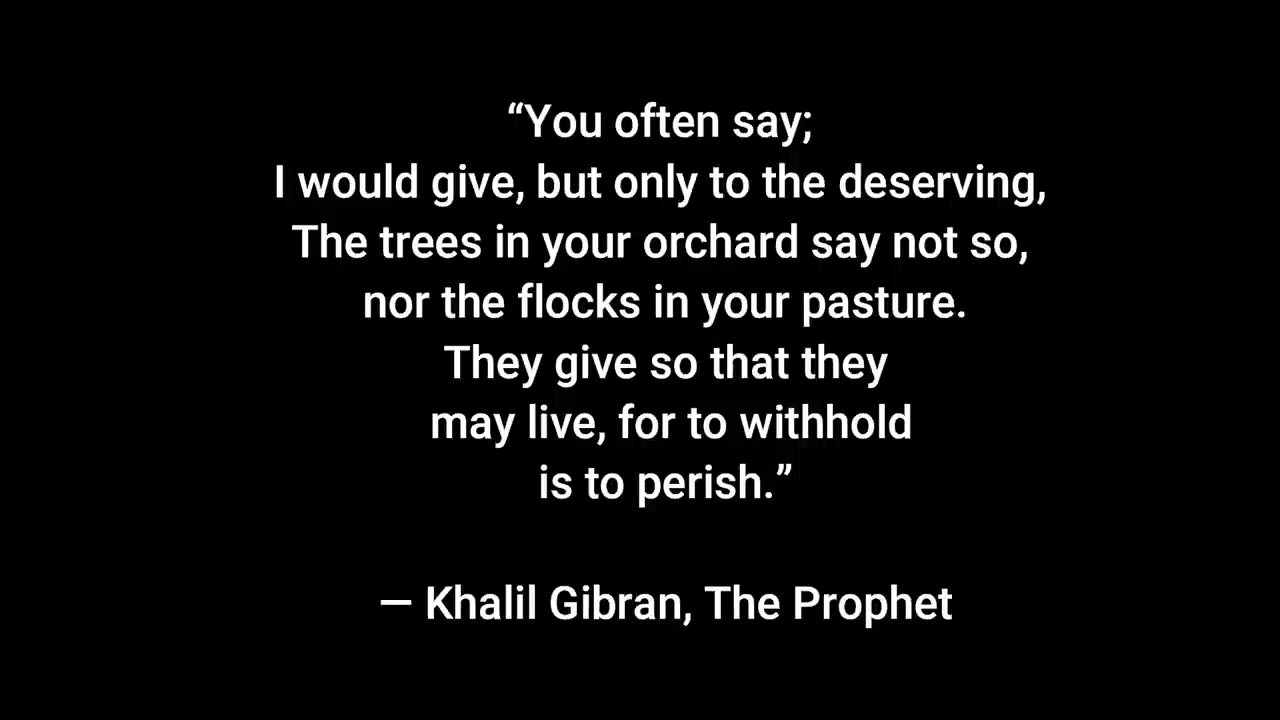 “You often say;
I would give, but only to the deserving,
The trees in your orchard say not so,
nor the flocks in your pasture.
They give so that they
may live, for to withhold
is to perish.”
— Khalil Gibran, The Prophet